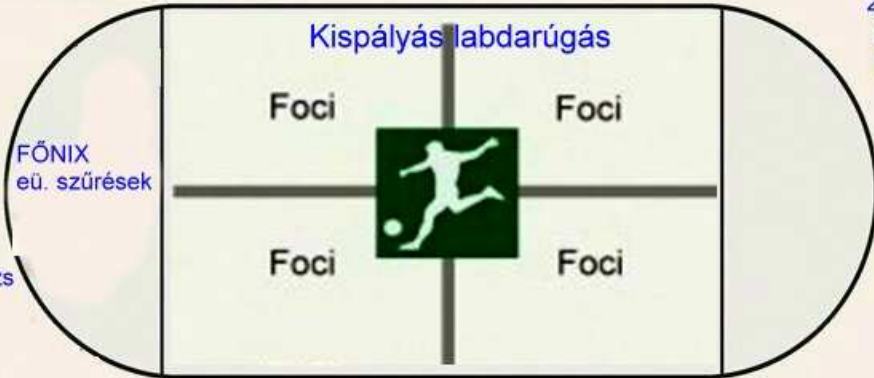 Kispályás labdarúgás
Foci Foci
FŐNIX
eü. szűrések
Foci Foci